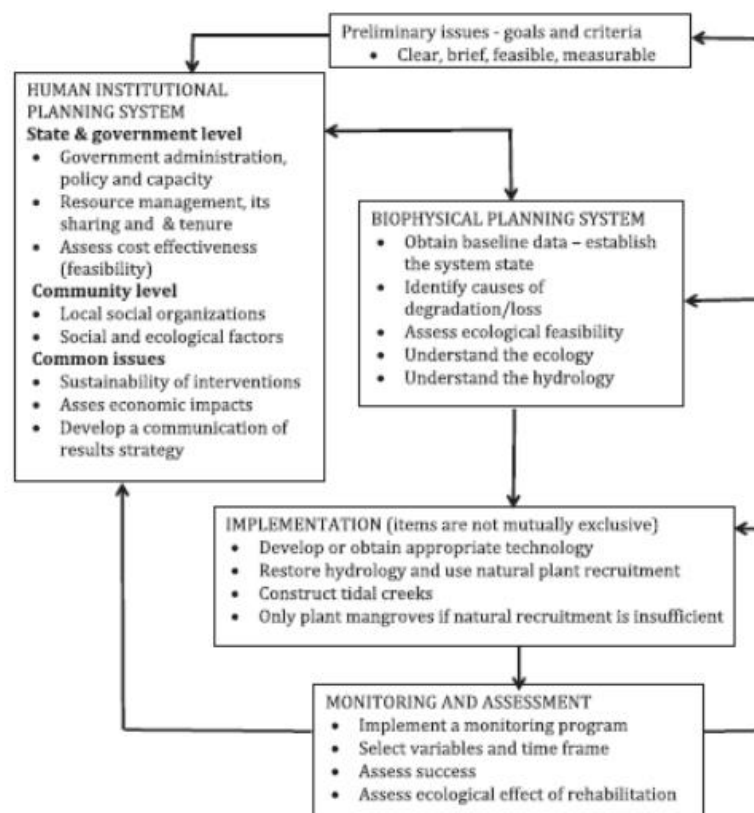 Preliminary issues - goals and criteria
• Clear, brief, feasible, measurable
HUMAN INSTITUTIONAL
PLANNING SYSTEM
State & government level
• Government administration,
policy and capacity
• Resource management, its
sharing and & tenure
• Assess cost effectiveness
(feasibility)
Community level
• Local social organizations
• Social and ecological factors
Common issues
• Sustainability of interventions
• Asses economic impacts
• Develop a communication of
results strategy
BIOPHYSICAL PLANNING SYSTEM
• Obtain baseline data – establish
the system state
• Identify causes of
degradation/loss
• Assess ecological feasibility
• Understand the ecology
• Understand the hydrology
IMPLEMENTATION (items are not mutually exclusive)
• Develop or obtain appropriate technology
• Restore hydrology and use natural plant recruitment
• Construct tidal creeks
• Only plant mangroves if natural recruitment is insufficient
MONITORING AND ASSESSMENT
• Implement a monitoring program
• Select variables and time frame
• Assess success
• Assess ecological effect of rehabilitation